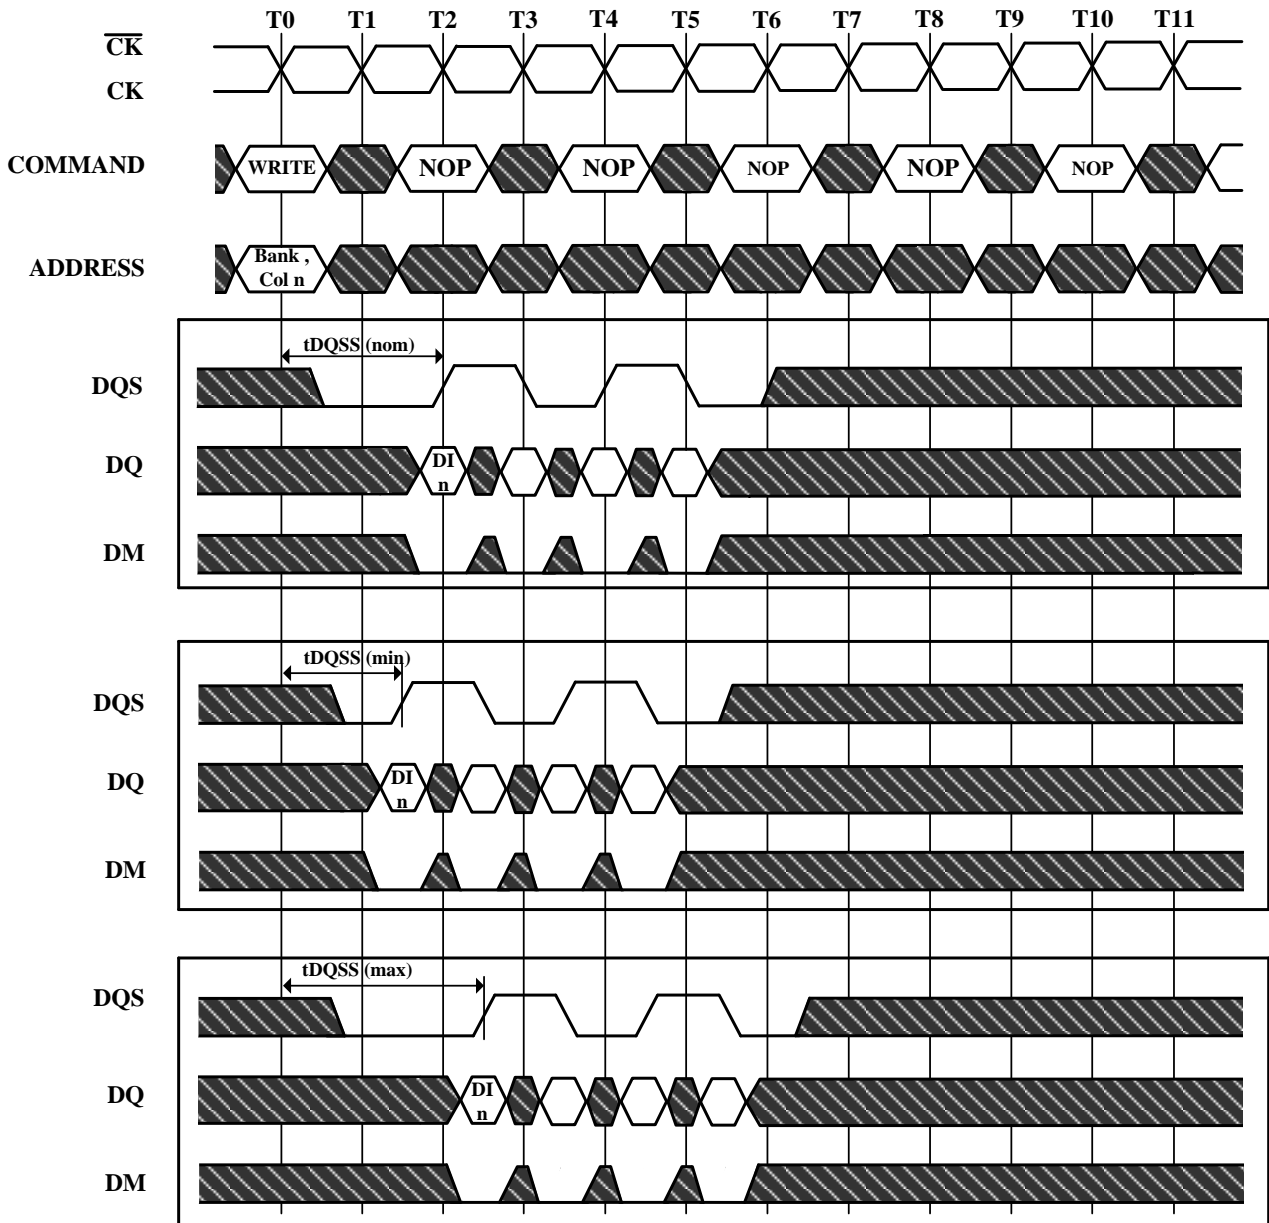 T0 T1 T2 T3 T4 T5 T6 T7 T8 T9 T10 T11
CK
CK
COMMAND WRITE NOP NOP NOP NOP NOP
ADDRESS Bank ,
Col n
tDQSS (nom)
DQS
DQ DI
n
DM
tDQSS (min)
DQS
DQ DI
n
DM
tDQSS (max)
DQS
DQ DI
n
DM